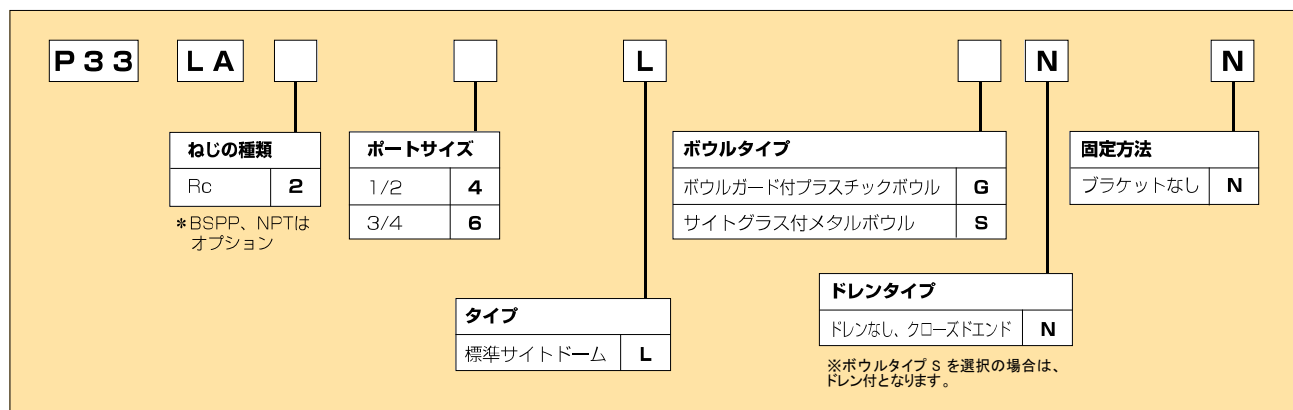 P33 LA L N N
ねじの種類
Rc 2
*BSPP、NPTは
オプション
ポートサイズ
1/2 4
3/4 6
ボウルタイプ
ボウルガード付プラスチックボウル G
サイトグラス付メタルボウル S
固定方法
ブラケットなし N
タイプ
標準サイトドーム L
ドレンタイプ
ドレンなし、クローズドエンド N
※ボウルタイプ S を選択の場合は、
ドレン付となります。